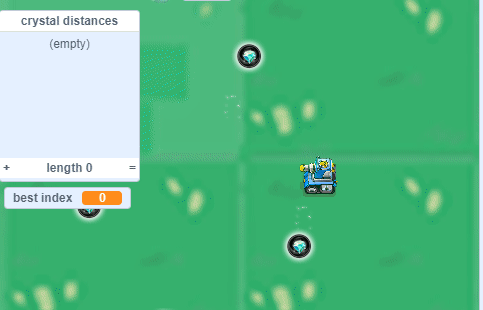 crystal distances
(empty)
+ length 0 =
best index 0